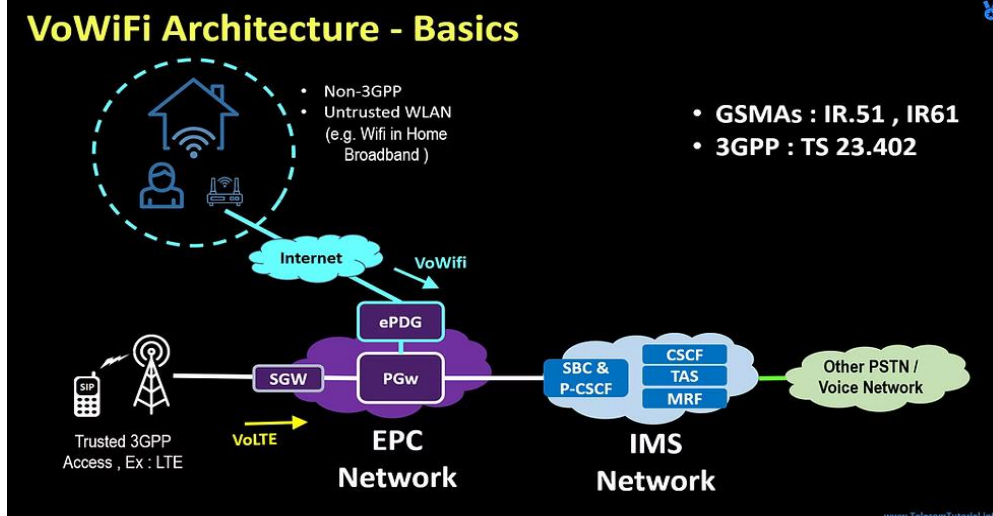 VoWiFi Architecture - Basics
• Non-3GPP
• Untrusted WLAN
(e.g. Wifi in Home
Broadband )
• GSMAs : IR.51 , IR61
• 3GPP : TS 23.402
Internet
VoWifi
ePDG
SGW
PGw
SBC &
P-CSCF
CSCF
TAS
MRF
Other PSTN /
Voice Network
SIP
Trusted 3GPP
Access , Ex : LTE
VoLTE
EPC
Network
IMS
Network